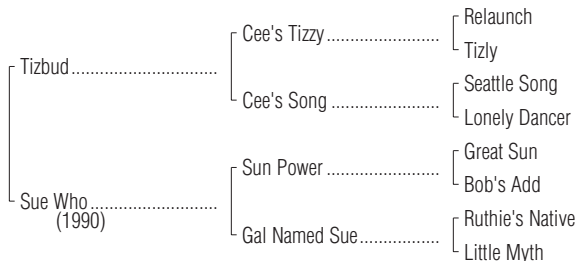 Relaunch
Cee's Tizzy........................
Tizly
Tizbud...............................
Seattle Song
Cee's Song .......................
Lonely Dancer
Great Sun
Sun Power ........................
Bob's Add
Sue Who ...........................
(1990)
Ruthie's Native
Gal Named Sue.................
Little Myth